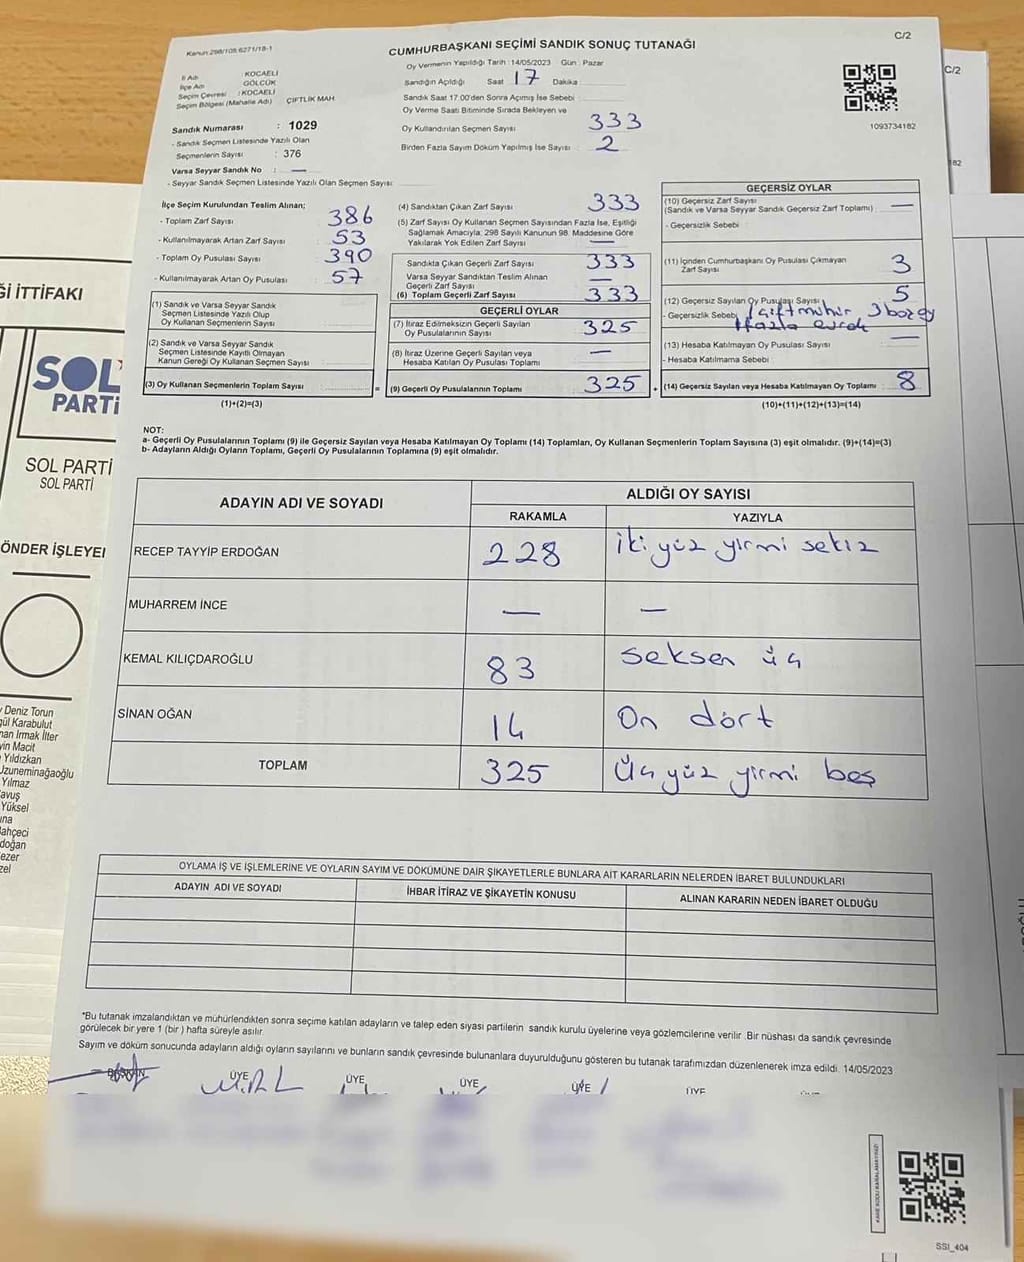 Kanun:298/109,6271/18-1
CUMHURBAŞKANI SEÇİMİ SANDIK SONUÇ TUTANAĞI
C/2
C/2
İl Adı : KOCAELİ
İlçe Adı : GÖLCÜK
Seçim Çevresi : KOCAELİ
Seçim Bölgesi (Mahalle Adı) ÇİFTLİK MAH.
Oy Vermenin Yapıldığı Tarih :14/05/2023 Gün : Pazar
Sandığın Açıldığı Saat 17 Dakika
Sandık Saat 17.00'den Sonra Açımış İse Sebebi
Oy Verme Saati Bitiminde Sırada Bekleyen ve
Oy Kullandırılan Seçmen Sayısı 333
Birden Fazla Sayım Döküm Yapılmış İse Sayısı 2
1093734182
182
Sandık Numarası : 1029
- Sandık Seçmen Listesinde Yazılı Olan
Seçmenlerin Sayısı : 376
Varsa Seyyar Sandık No : —
- Seyyar Sandık Seçmen Listesinde Yazılı Olan Seçmen Sayısı
İlçe Seçim Kurulundan Teslim Alınan;
- Toplam Zarf Sayısı 386
- Kullanılmayarak Artan Zarf Sayısı 53
- Toplam Oy Pusulası Sayısı 390
- Kullanılmayarak Artan Oy Pusulası 57
(1) Sandık ve Varsa Seyyar Sandık
Seçmen Listesinde Yazılı Olup
Oy Kullanan Seçmenlerin Sayısı
(2) Sandık ve Varsa Seyyar Sandık
Seçmen Listesinde Kayıtlı Olmayan
Kanun Gereği Oy Kullanan Seçmen Sayısı
(3) Oy Kullanan Seçmenlerin Toplam Sayısı =
(1)+(2)=(3)
(4) Sandıktan Çıkan Zarf Sayısı 333
(5) Zarf Sayısı Oy Kullanan Seçmen Sayısından Fazla İse, Eşitliği
Sağlamak Amacıyla; 298 Sayılı Kanunun 98. Maddesine Göre
Yakılarak Yok Edilen Zarf Sayısı —
Sandıkta Çıkan Geçerli Zarf Sayısı 333
Varsa Seyyar Sandıktan Teslim Alınan
Geçerli Zarf Sayısı
(6) Toplam Geçerli Zarf Sayısı 333
GEÇERLİ OYLAR
(7) İtiraz Edilmeksizin Geçerli Sayılan
Oy Pusulalarının Sayısı 325
(8) İtiraz Üzerine Geçerli Sayılan veya
Hesaba Katılan Oy Pusulası Toplamı —
(9) Geçerli Oy Pusulalarının Toplamı 325 +
GEÇERSİZ OYLAR
(10) Geçersiz Zarf Sayısı
(Sandık ve Varsa Seyyar Sandık Geçersiz Zarf Toplamı) —
- Geçersizlik Sebebi
(11) İçinden Cumhurbaşkanı Oy Pusulası Çıkmayan
Zarf Sayısı 3
(12) Geçersiz Sayılan Oy Pusulası Sayısı 5
- Geçersizlik Sebebi 1 çift mühür 3 boş oy
1 fazla evrak
(13) Hesaba Katılmayan Oy Pusulası Sayısı —
- Hesaba Katılmama Sebebi
(14) Geçersiz Sayılan veya Hesaba Katılmayan Oy Toplamı 8
(10)+(11)+(12)+(13)=(14)
NOT:
a- Geçerli Oy Pusulalarının Toplamı (9) ile Geçersiz Sayılan veya Hesaba Katılmayan Oy Toplamı (14) Toplamları, Oy Kullanan Seçmenlerin Toplam Sayısına (3) eşit olmalıdır. (9)+(14)=(3)
b- Adayların Aldığı Oyların Toplamı, Geçerli Oy Pusulalarının Toplamına (9) eşit olmalıdır.
ADAYIN ADI VE SOYADI ALDIĞI OY SAYISI
RAKAMLA YAZIYLA
RECEP TAYYİP ERDOĞAN 228 İki yüz yirmi sekiz
MUHARREM İNCE — —
KEMAL KILIÇDAROĞLU 83 Seksen üç
SİNAN OĞAN 14 On dört
TOPLAM 325 Üç yüz yirmi beş
OYLAMA İŞ VE İŞLEMLERİNE VE OYLARIN SAYIM VE DÖKÜMÜNE DAİR ŞİKAYETLERLE BUNLARA AİT KARARLARIN NELERDEN İBARET BULUNDUKLARI
ADAYIN ADI VE SOYADI İHBAR İTİRAZ VE ŞİKAYETİN KONUSU ALINAN KARARIN NEDEN İBARET OLDUĞU
*Bu tutanak imzalandıktan ve mühürlendikten sonra seçime katılan adayların ve talep eden siyasi partilerin sandık kurulu üyelerine veya gözlemcilerine verilir. Bir nüshası da sandık çevresinde
görülecek bir yere 1 (bir ) hafta süreyle asılır.
Sayım ve döküm sonucunda adayların aldığı oyların sayılarını ve bunların sandık çevresinde bulunanlara duyurulduğunu gösteren bu tutanak tarafımızdan düzenlenerek imza edildi. 14/05/2023
BAŞKAN ÜYE ÜYE ÜYE ÜYE ÜYE
KARE KODU KARALAMAYINIZ!
SSI_404
Ğİ İTTİFAKI
SOL
PARTİ
SOL PARTİ
SOL PARTİ
ÖNDER İŞLEYEN
Deniz Torun
gül Karabulut
man Irmak İlter
yin Macit
Yıldızkan
Uzuneminağaoğlu
Yılmaz
avuş
Yüksel
una
Bahçeci
doğan
ezer
zel